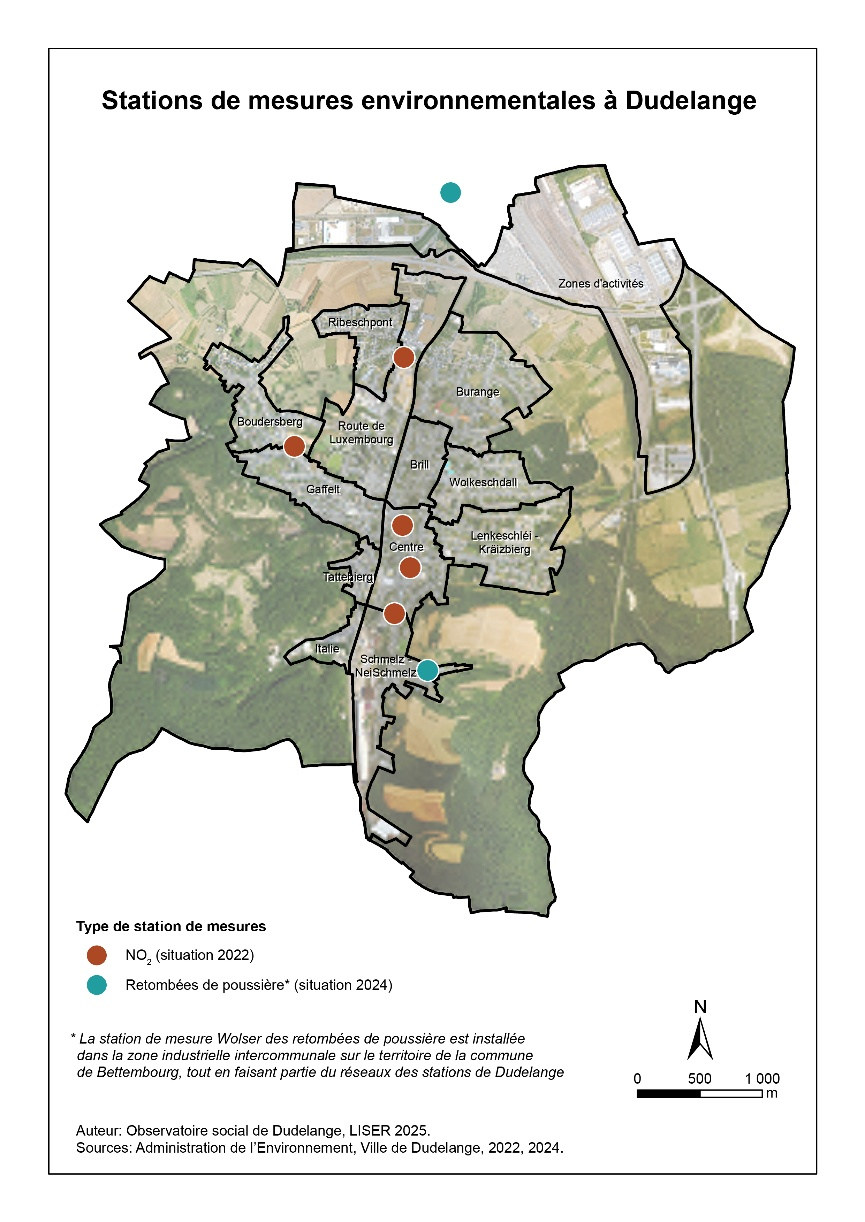 Stations de mesures environnementales à Dudelange
Zones d'activités
Ribeschpont
Burange
Boudersberg
Route de
Luxembourg
Brill
Wolkeschdall
Gaffelt
Lenkeschléi -
Kräizbierg
Centre
Tattenierg
Italie
Schmelz -
NeiSchmelz
Type de station de mesures
NO2 (situation 2022)
Retombées de poussière* (situation 2024)
* La station de mesure Wolser des retombées de poussière est installée
dans la zone industrielle intercommunale sur le territoire de la commune
de Bettembourg, tout en faisant partie du réseaux des stations de Dudelange
N
0 500 1 000
m
Auteur: Observatoire social de Dudelange, LISER 2025.
Sources: Administration de l'Environnement, Ville de Dudelange, 2022, 2024.